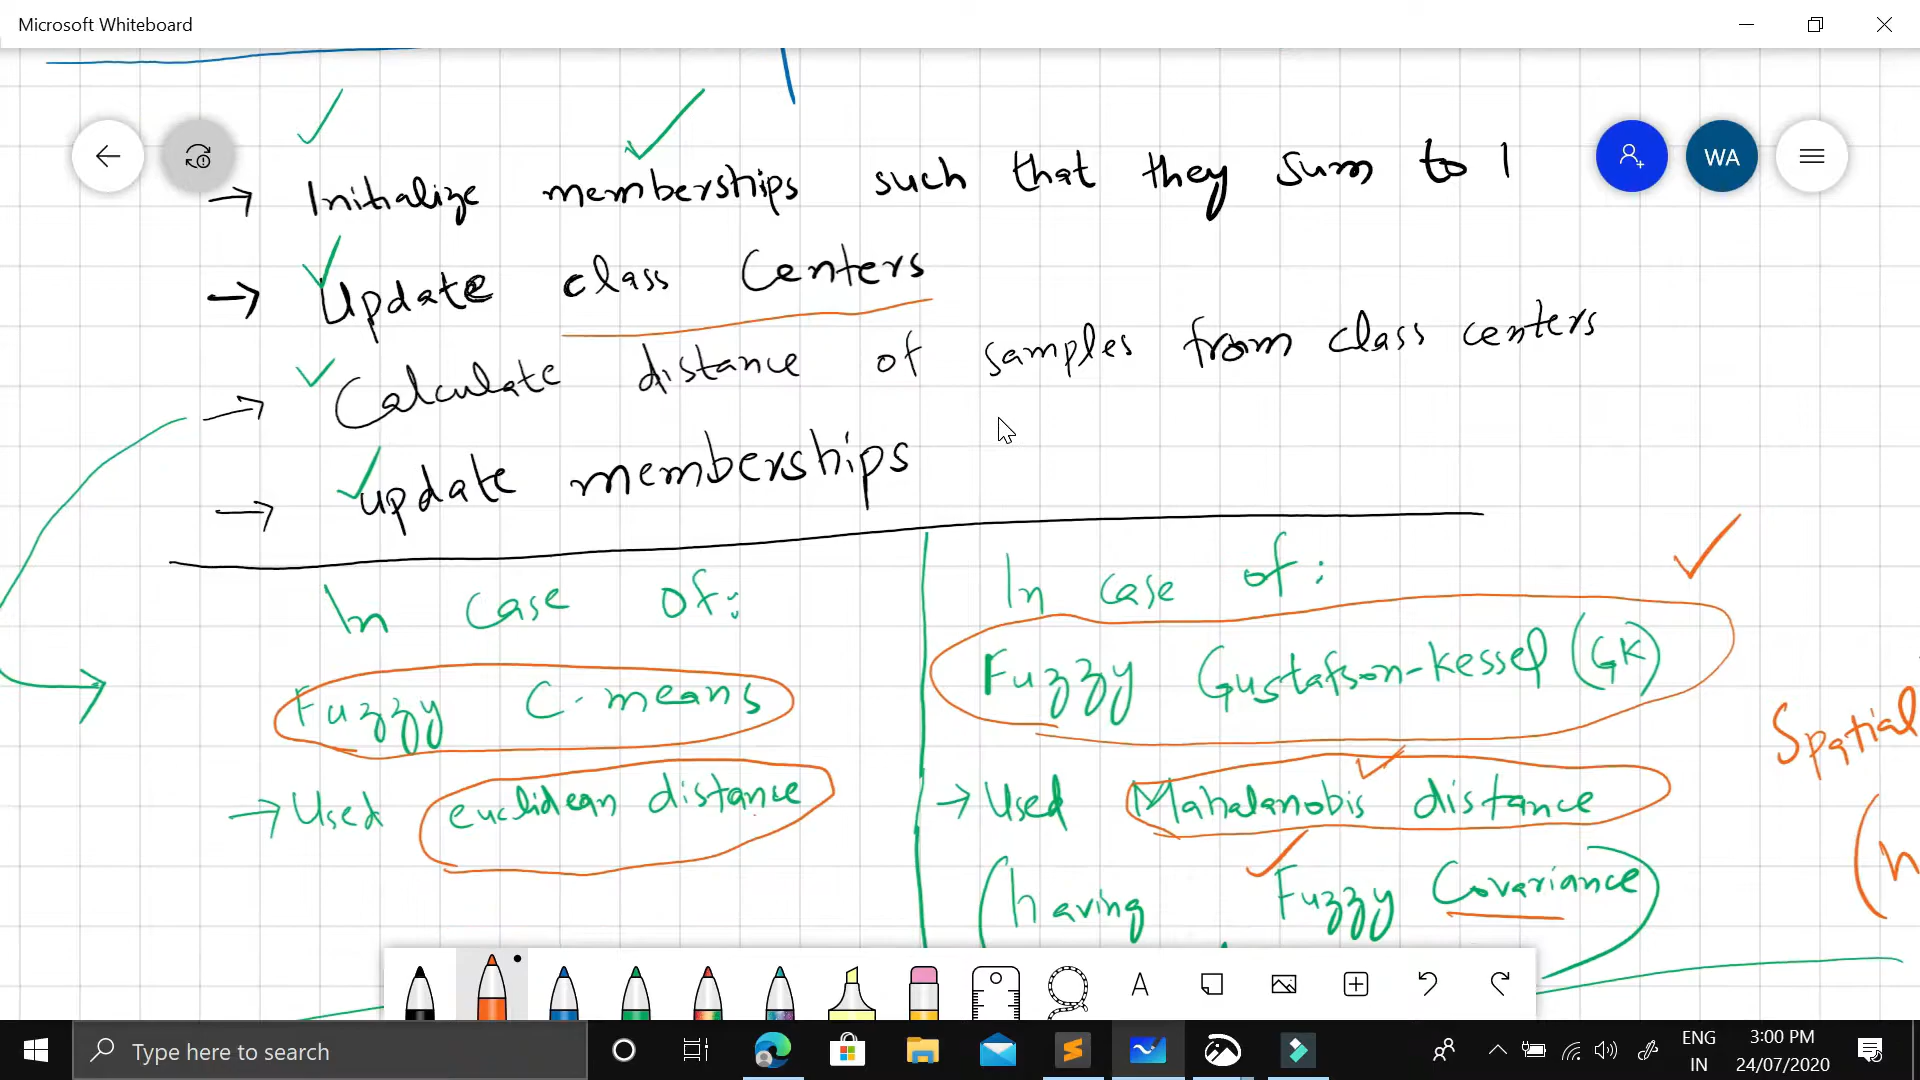 Microsoft Whiteboard
WA
→ Initialize memberships such that they sum to 1
→ Update class Centers
→ Calculate distance of samples from class centers
→ update memberships
In case of:
Fuzzy C-means
→ Used euclidean distance
In case of:
Fuzzy Gustafson-kessel (GK)
→ Used Mahalanobis distance
(having Fuzzy Covariance)
Spatial
(
Type here to search
ENG
IN
3:00 PM
24/07/2020